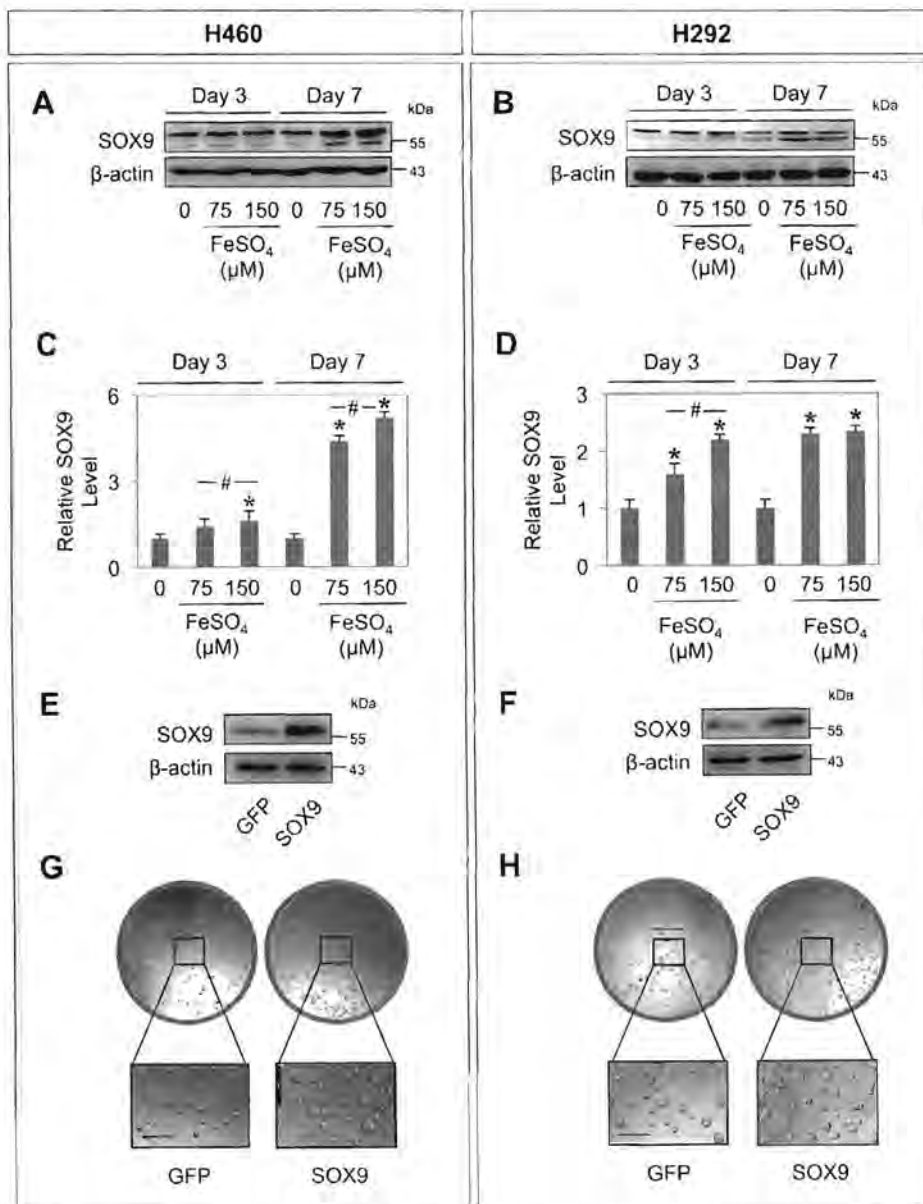 H460
H292
A
Day 3 Day 7
kDa
SOX9
55
β-actin
43
0 75 150 0 75 150
FeSO4 FeSO4
(μM) (μM)
B
Day 3 Day 7
kDa
SOX9
55
β-actin
43
0 75 150 0 75 150
FeSO4 FeSO4
(μM) (μM)
C
Day 3 Day 7
Relative SOX9
Level
6
3
0
# * * # *
0 75 150 0 75 150
FeSO4 FeSO4
(μM) (μM)
D
Day 3 Day 7
Relative SOX9
Level
3
2
1
0
* # * * *
0 75 150 0 75 150
FeSO4 FeSO4
(μM) (μM)
E
kDa
SOX9
55
β-actin
43
GFP SOX9
F
kDa
SOX9
55
β-actin
43
GFP SOX9
G
GFP SOX9
H
GFP SOX9